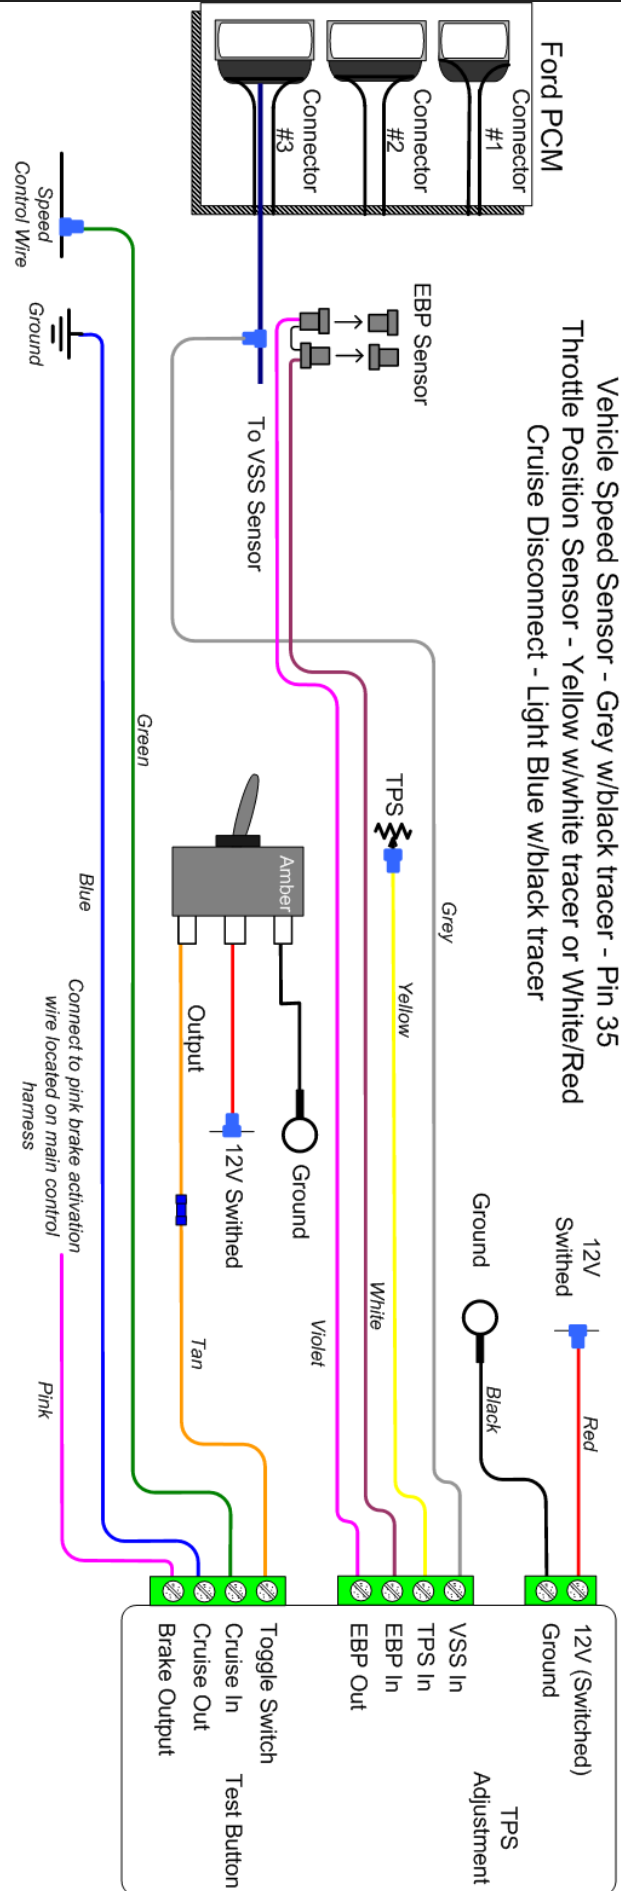 Vehicle Speed Sensor - Grey w/black tracer - Pin 35
Throttle Position Sensor - Yellow w/white tracer or White/Red
Cruise Disconnect - Light Blue w/black tracer
Ford PCM
Connector
#1
Connector
#2
Connector
#3
EBP Sensor
To VSS Sensor
Speed
Control Wire
Ground
12V
Swithed
Red
Ground
Black
TPS
Yellow
Grey
White
Violet
Amber
Ground
12V Swithed
Output
Tan
Green
Blue
Connect to pink brake activation
wire located on main control
harness
Pink
12V (Switched)
Ground
VSS In
TPS In
EBP In
EBP Out
Toggle Switch
Cruise In
Cruise Out
Brake Output
TPS
Adjustment
Test Button